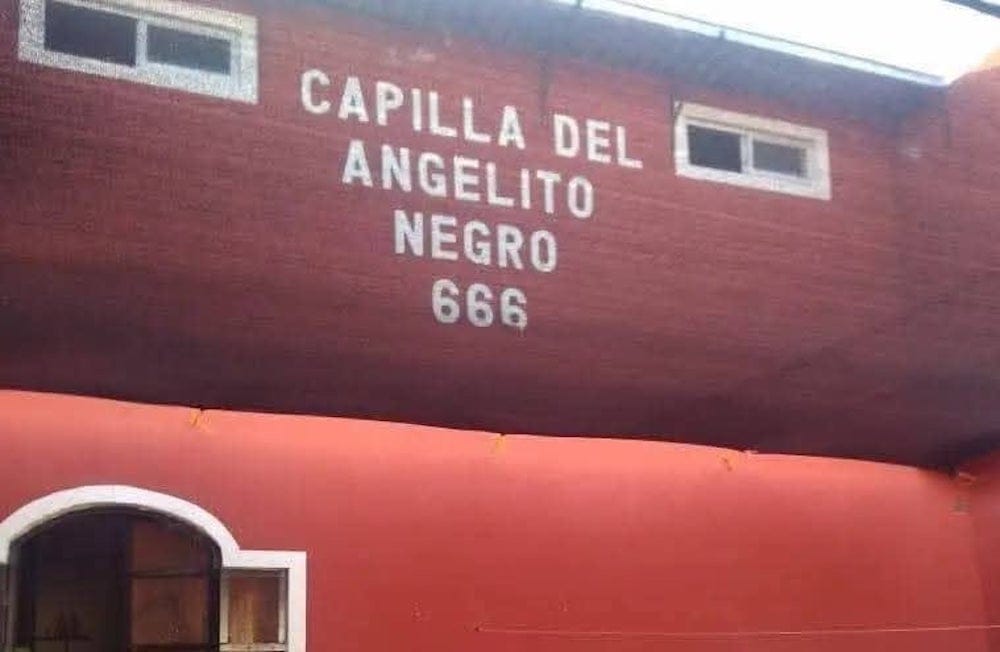 CAPILLA DEL
ANGELITO
NEGRO
666